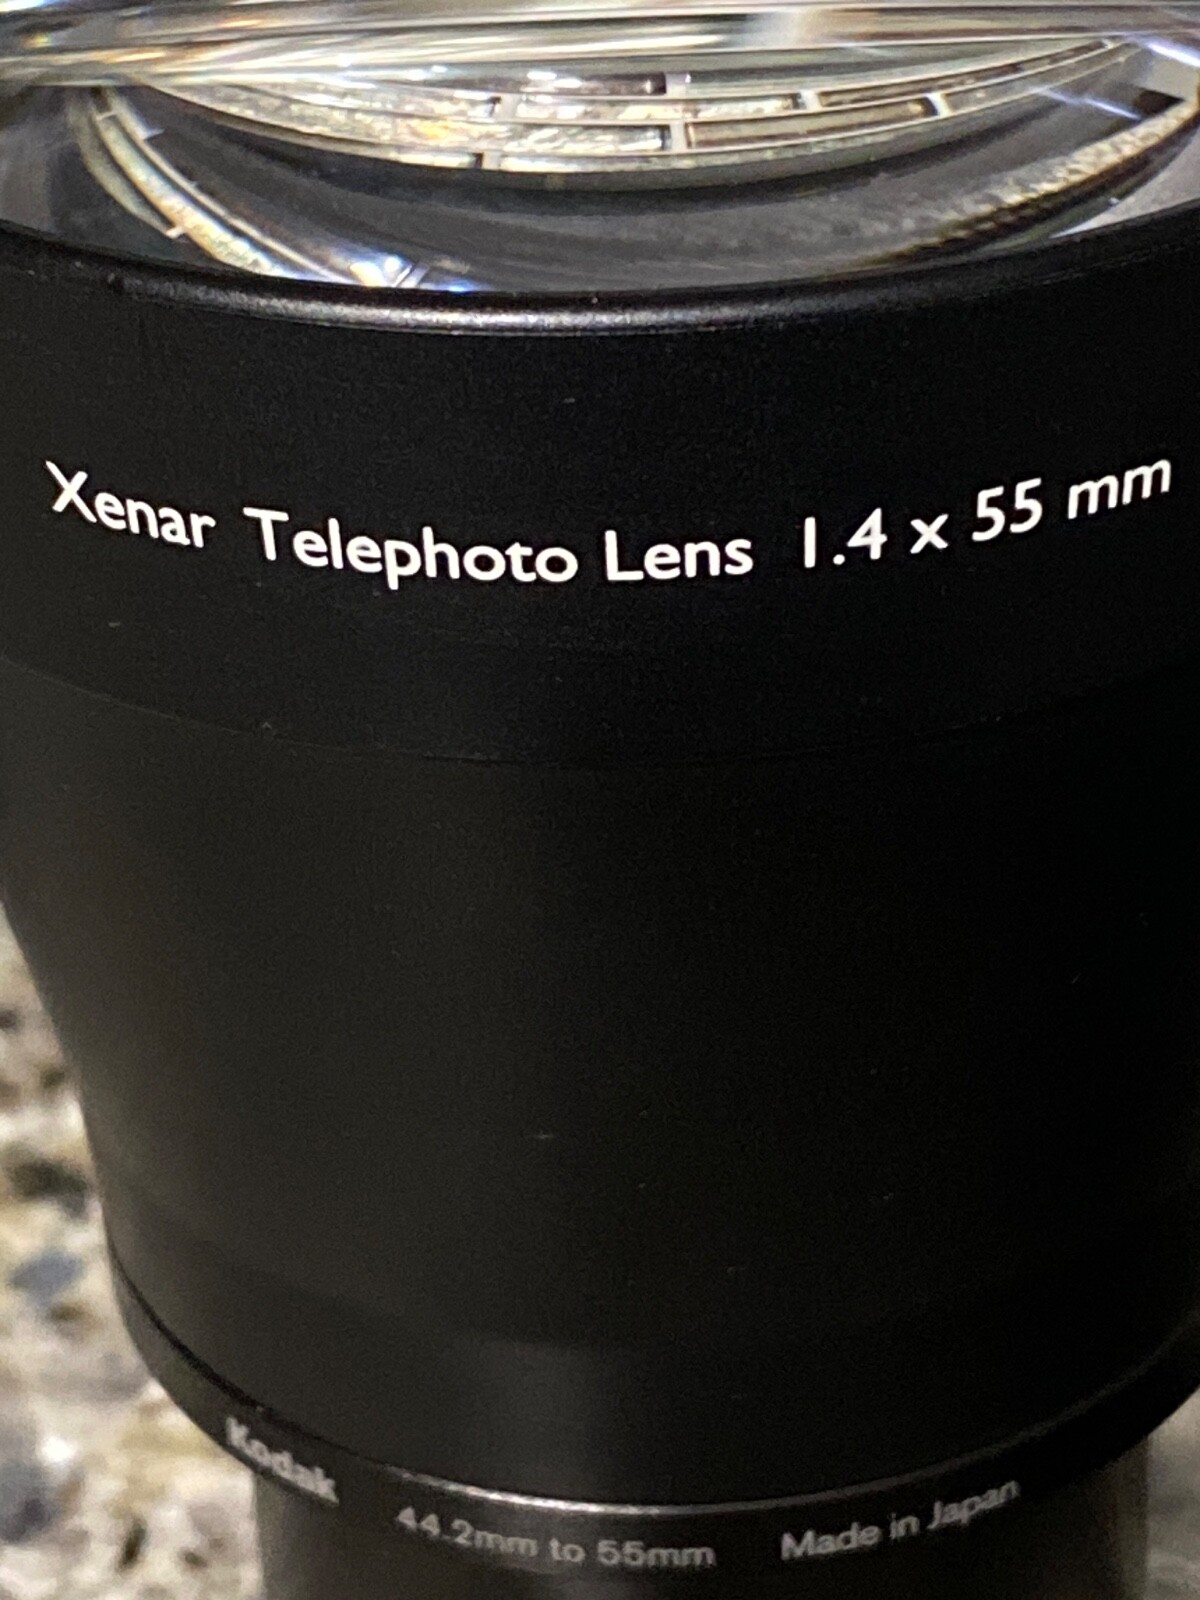 Xenar Telephoto Lens 1.4 x 55 mm
Kodak 44.2mm to 55mm Made in Japan